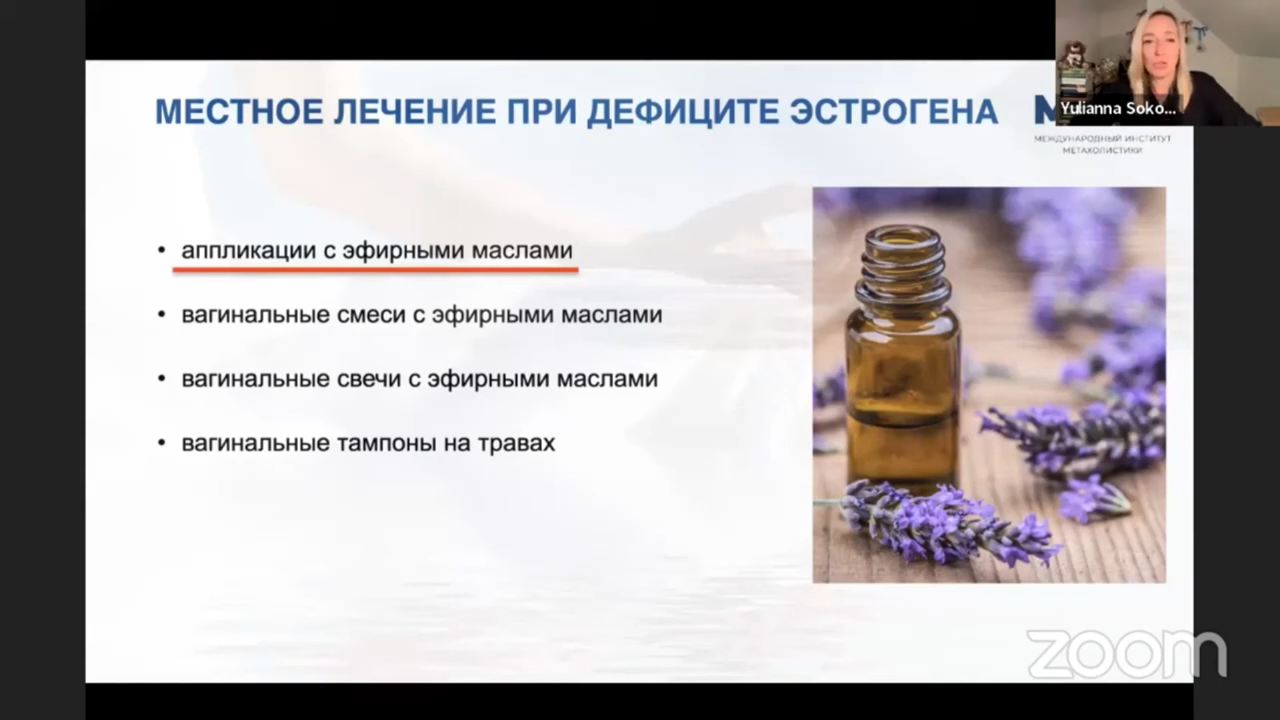 МЕСТНОЕ ЛЕЧЕНИЕ ПРИ ДЕФИЦИТЕ ЭСТРОГЕНА
Yulianna Soko...
МЕЖДУНАРОДНЫЙ ИНСТИТУТ
МЕТАХОЛИСТИКИ
• аппликации с эфирными маслами
• вагинальные смеси с эфирными маслами
• вагинальные свечи с эфирными маслами
• вагинальные тампоны на травах
zoom